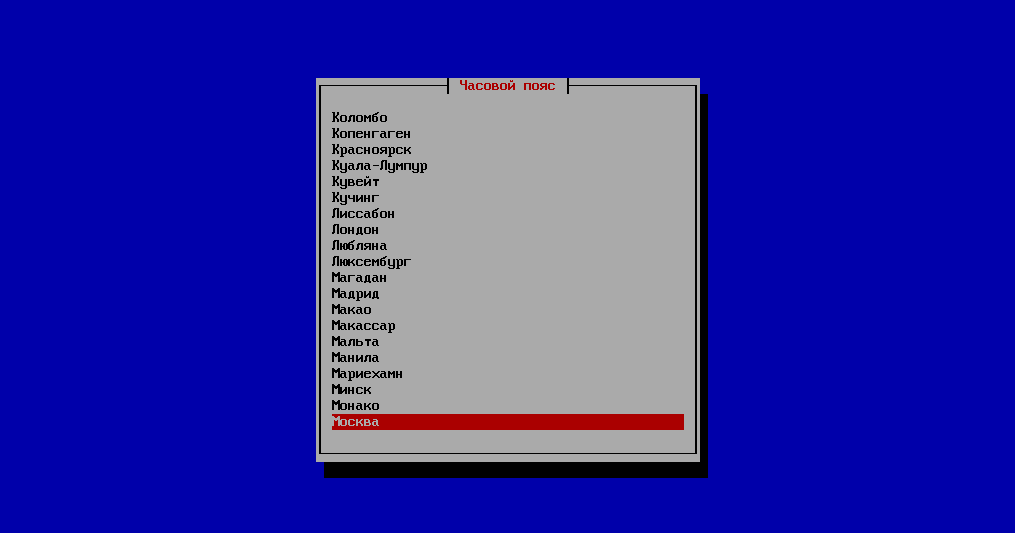 Часовой пояс
Коломбо
Копенгаген
Красноярск
Куала-Лумпур
Кувейт
Кучинг
Лиссабон
Лондон
Любляна
Люксембург
Магадан
Мадрид
Макао
Макассар
Мальта
Манила
Мариехамн
Минск
Монако
Москва